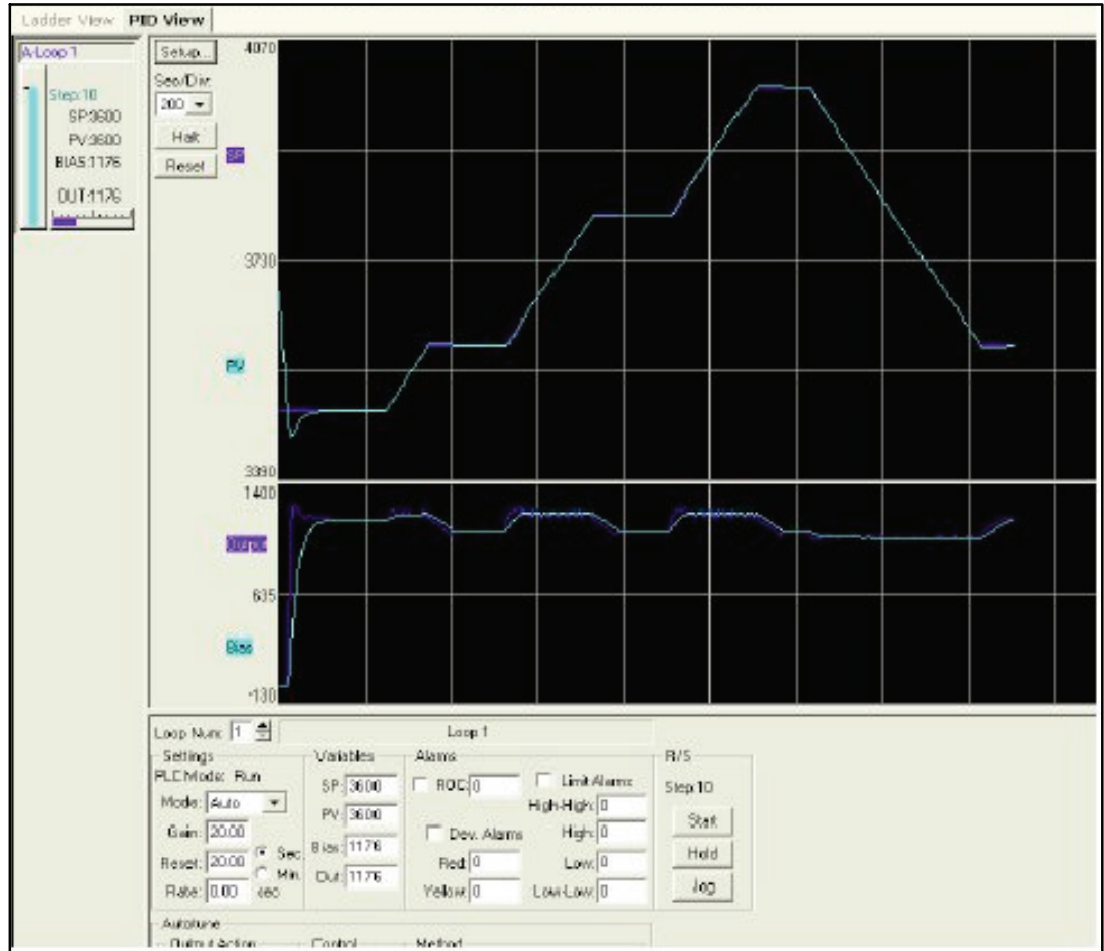 Ladder View PID View
A-Loop 1
Step:10
SP:3600
PV:3600
BIAS:1176
OUT:1176
Setup...
Sec/Div:
200
Halt
Reset
4070
SP
3730
PV
3390
1400
Output
635
Bias
-130
Loop Num: 1 Loop 1
Settings
PLC Mode: Run
Mode: Auto
Gain: 20.00
Reset: 20.00 Sec
Min.
Rate: 0.00 sec
Variables
SP: 3600
PV: 3600
Bias: 1176
Out: 1176
Alarms
ROC: 0
Limit Alarms
High-High: 0
Dev. Alarms
High: 0
Red: 0
Low: 0
Yellow: 0
Low-Low: 0
R/S
Step:10
Start
Hold
Jog
Autotune
Output Action Control Method